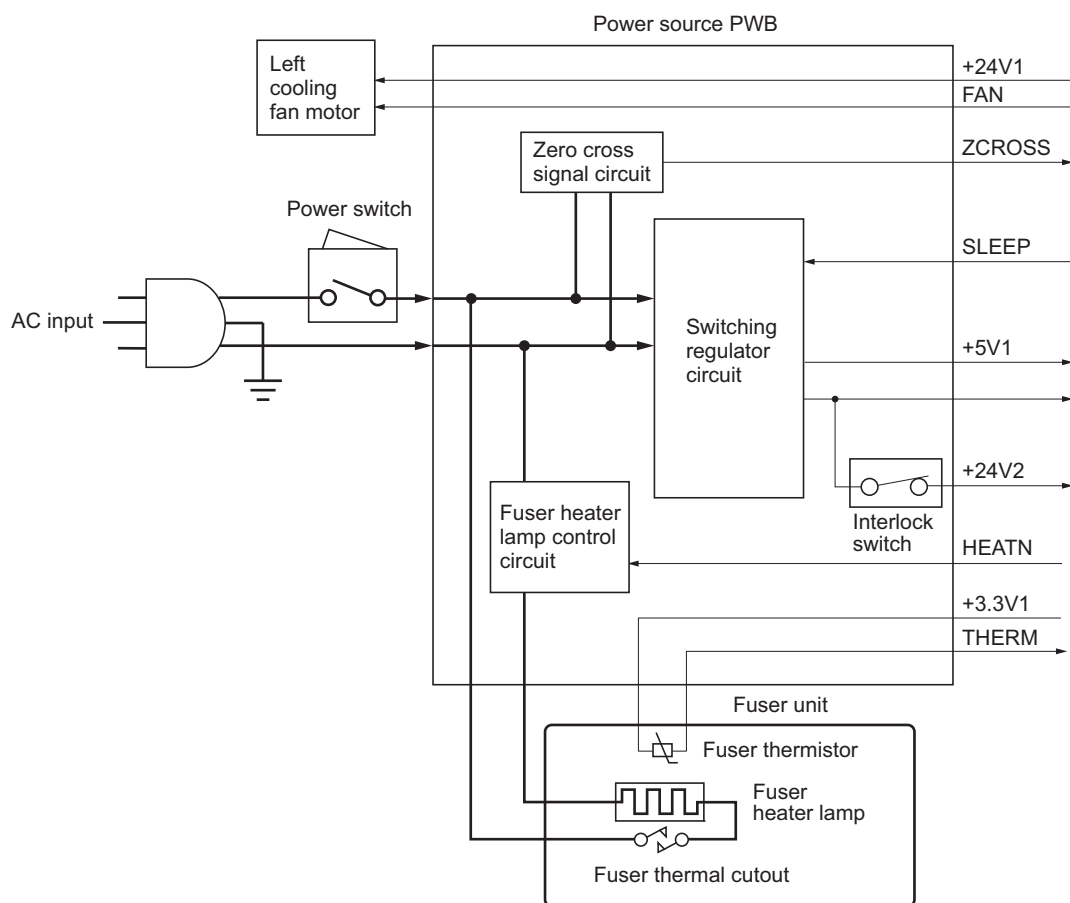 Power source PWB
Left
cooling
fan motor
+24V1
FAN
Zero cross
signal circuit
ZCROSS
Power switch
SLEEP
AC input
Switching
regulator
circuit
+5V1
+24V2
Interlock
switch
Fuser heater
lamp control
circuit
HEATN
+3.3V1
THERM
Fuser unit
Fuser thermistor
Fuser
heater lamp
Fuser thermal cutout